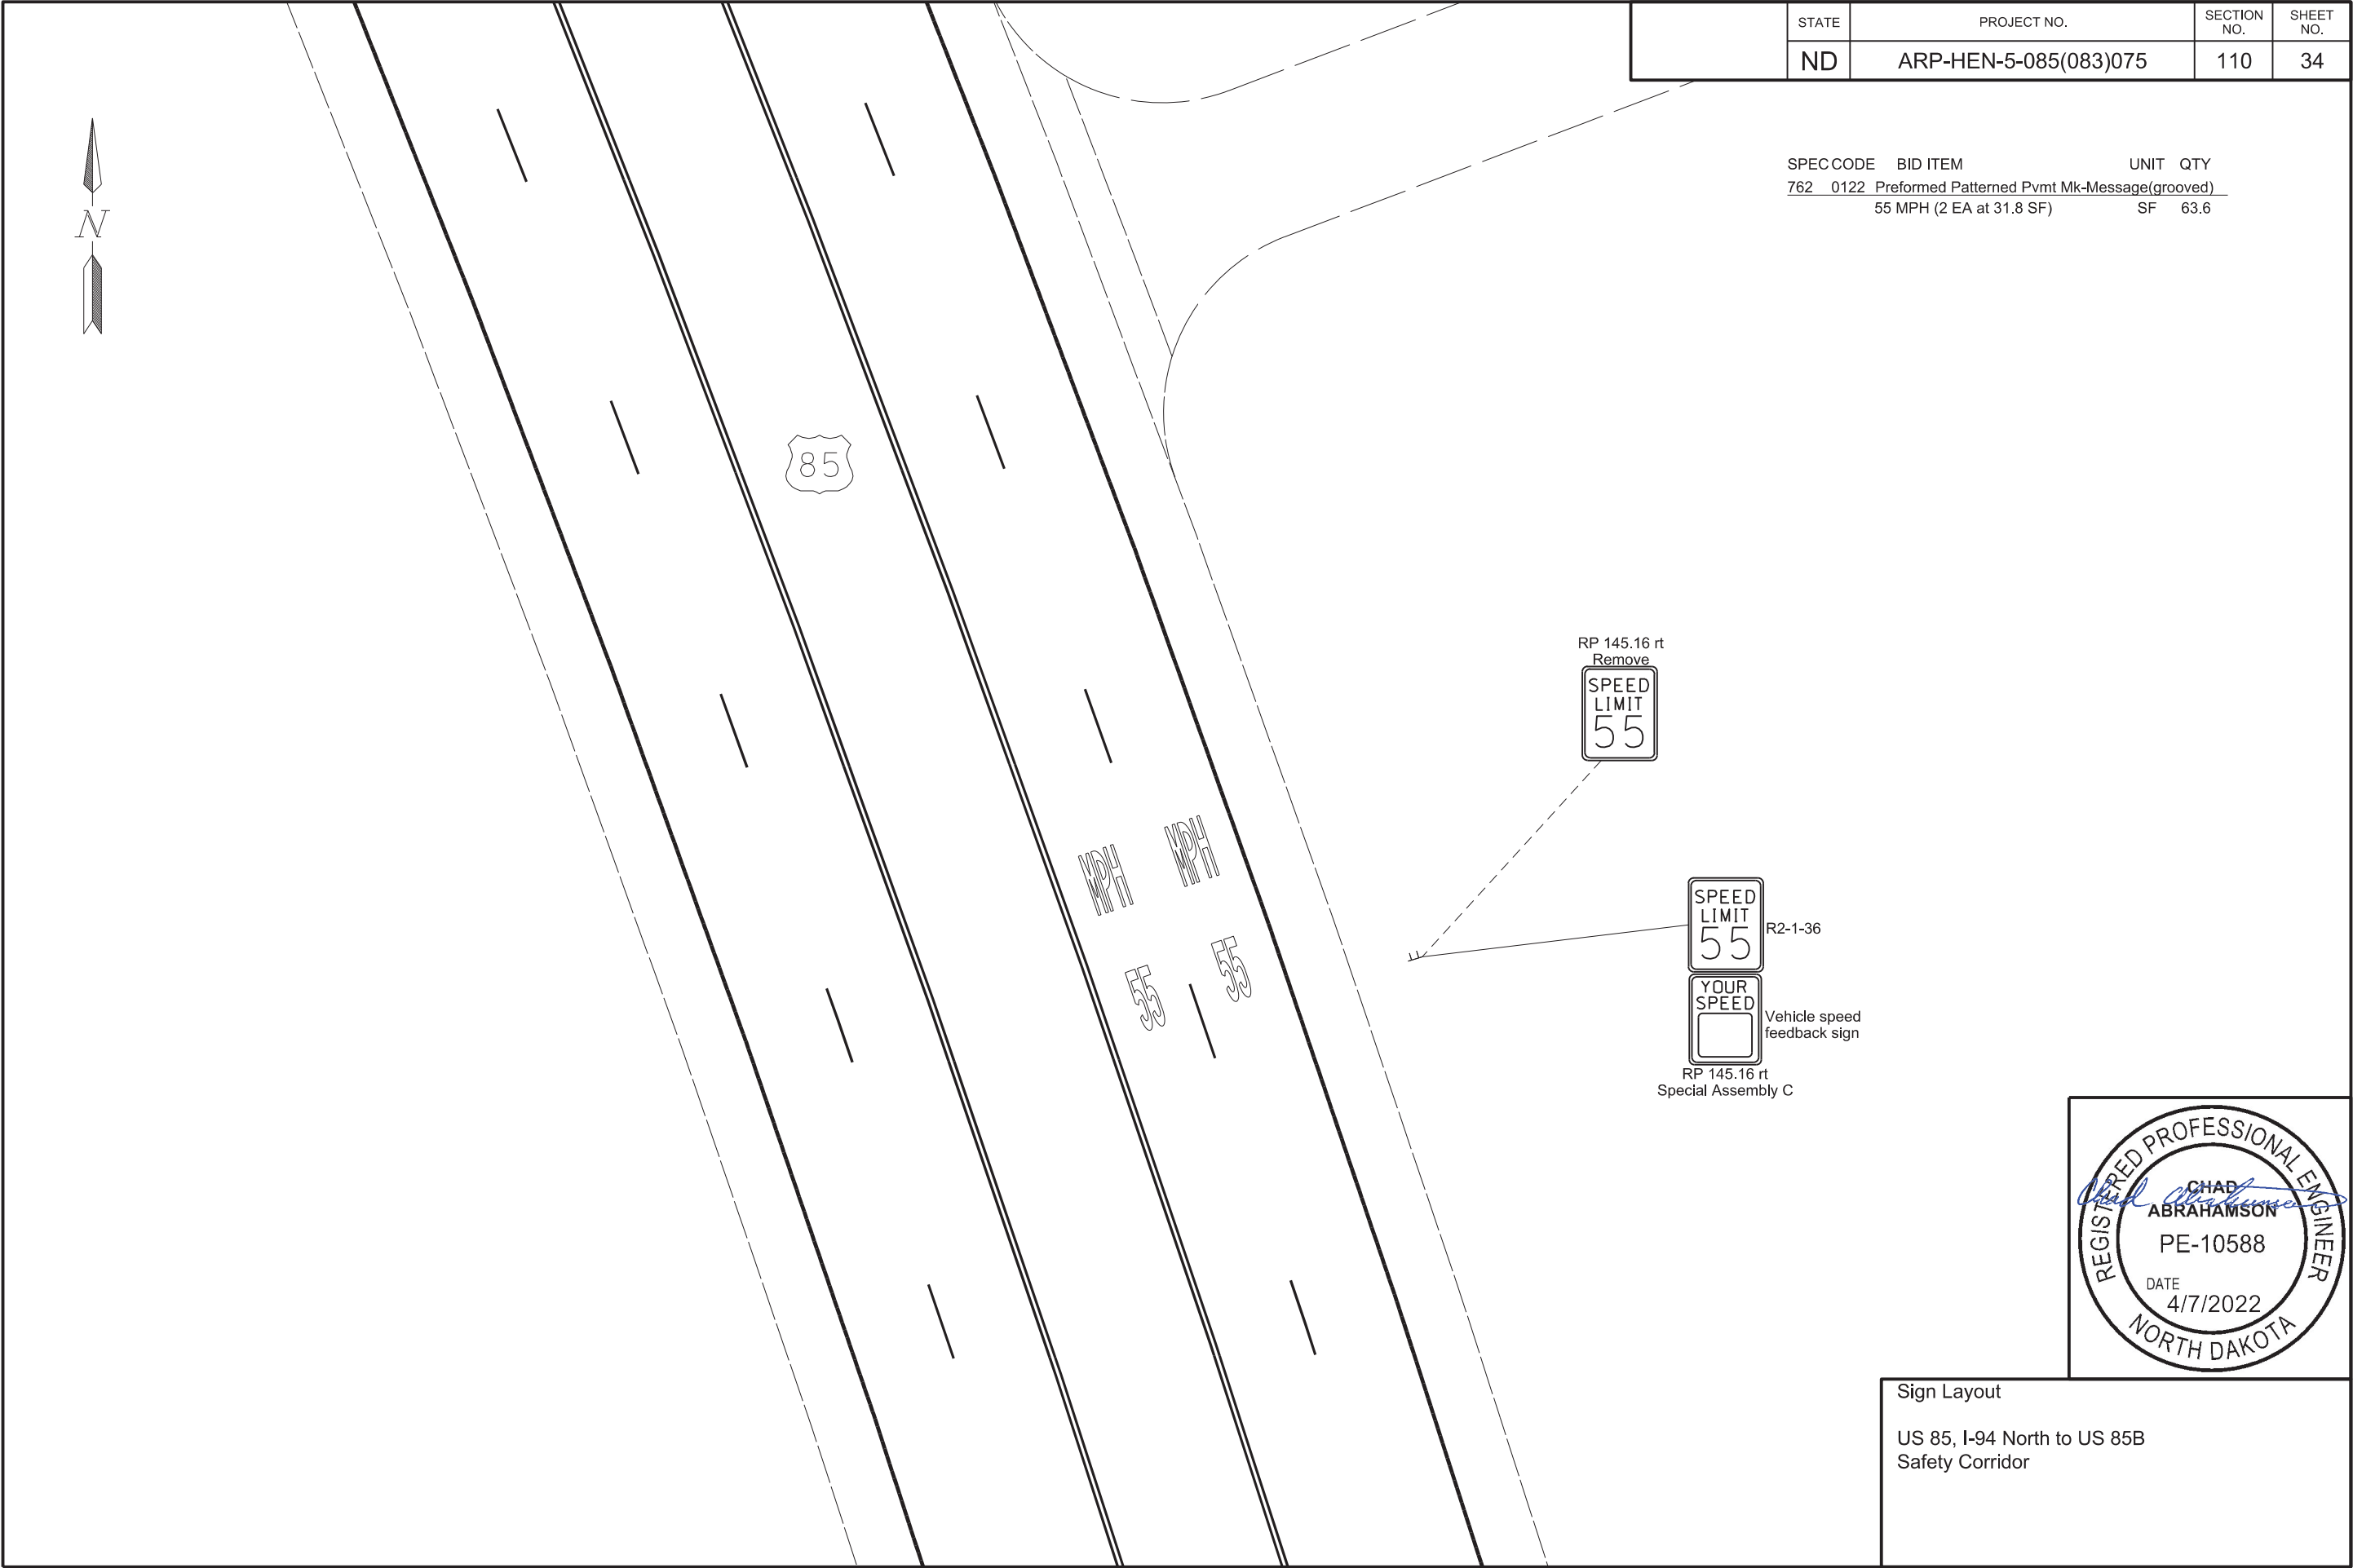 STATE PROJECT NO. SECTION NO. SHEET NO.
ND ARP-HEN-5-085(083)075 110 34
SPEC CODE BID ITEM UNIT QTY
762 0122 Preformed Patterned Pvmt Mk-Message(grooved)
55 MPH (2 EA at 31.8 SF) SF 63.6
N
85
RP 145.16 rt
Remove
SPEED
LIMIT
55
MPH MPH
55 55
SPEED
LIMIT
55
R2-1-36
YOUR
SPEED
Vehicle speed
feedback sign
RP 145.16 rt
Special Assembly C
REGISTERED PROFESSIONAL ENGINEER
Chad Abrahamson
CHAD
ABRAHAMSON
PE-10588
DATE
4/7/2022
NORTH DAKOTA
Sign Layout
US 85, I-94 North to US 85B
Safety Corridor